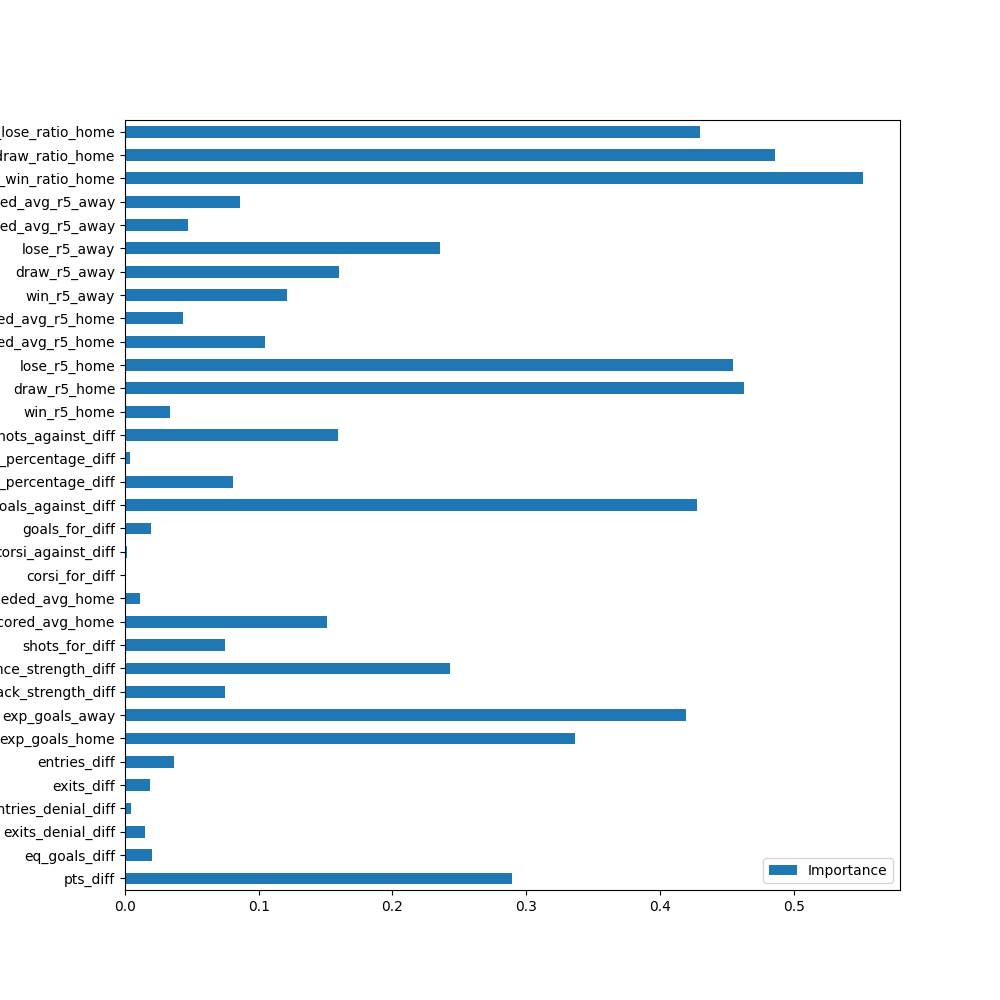 _lose_ratio_home
draw_ratio_home
_win_ratio_home
ed_avg_r5_away
ed_avg_r5_away
lose_r5_away
draw_r5_away
win_r5_away
ed_avg_r5_home
ed_avg_r5_home
lose_r5_home
draw_r5_home
win_r5_home
hots_against_diff
_percentage_diff
_percentage_diff
oals_against_diff
goals_for_diff
corsi_against_diff
corsi_for_diff
eded_avg_home
cored_avg_home
shots_for_diff
nce_strength_diff
ack_strength_diff
exp_goals_away
exp_goals_home
entries_diff
exits_diff
ntries_denial_diff
exits_denial_diff
eq_goals_diff
pts_diff
Importance
0.0 0.1 0.2 0.3 0.4 0.5